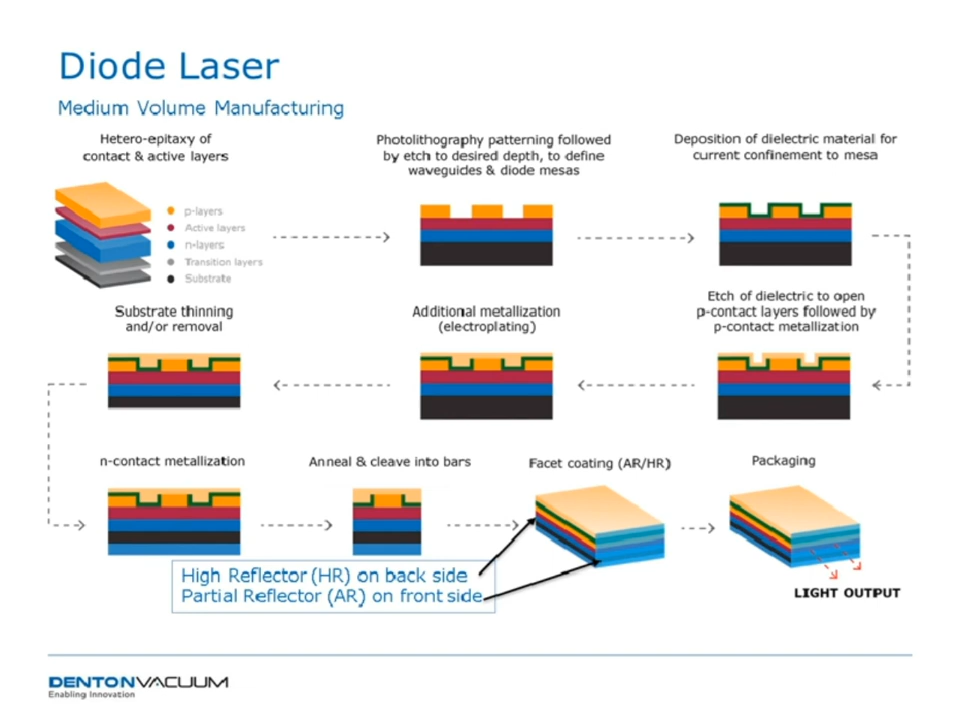 Diode Laser
Medium Volume Manufacturing
Hetero-epitaxy of
contact & active layers
p-layers
Active layers
n-layers
Transition layers
Substrate
Photolithography patterning followed
by etch to desired depth, to define
waveguides & diode mesas
Deposition of dielectric material for
current confinement to mesa
Etch of dielectric to open
p-contact layers followed by
p-contact metallization
Additional metallization
(electroplating)
Substrate thinning
and/or removal
n-contact metallization
Anneal & cleave into bars
Facet coating (AR/HR)
Packaging
High Reflector (HR) on back side
Partial Reflector (AR) on front side
LIGHT OUTPUT
DENTONVACUUM
Enabling Innovation